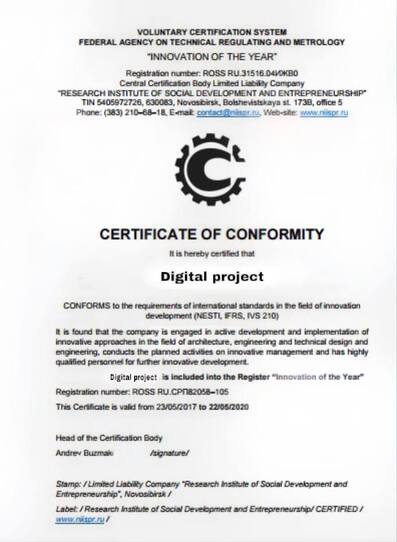 VOLUNTARY CERTIFICATION SYSTEM
FEDERAL AGENCY ON TECHNICAL REGULATING AND METROLOGY
"INNOVATION OF THE YEAR"
Registration number: ROSS RU.31516.04ИЖВ0
Central Certification Body Limited Liability Company
"RESEARCH INSTITUTE OF SOCIAL DEVELOPMENT AND ENTREPRENEURSHIP"
TIN 5405972726, 630083, Novosibirsk, Bolshevistskaya st. 173B, office 5
Phone: (383) 210-68-18, E-mail: contact@niispr.ru, Web-site: www.niispr.ru
CERTIFICATE OF CONFORMITY
It is hereby certified that
Digital project
CONFORMS to the requirements of international standards in the field of innovation
development (NESTI, IFRS, IVS 210)
It is found that the company is engaged in active development and implementation of
innovative approaches in the field of architecture, engineering and technical design and
engineering, conducts the planned activities on innovative management and has highly
qualified personnel for further innovative development.
Digital project is included into the Register "Innovation of the Year"
Registration number: ROSS RU.СРП82058-105
This Certificate is valid from 23/05/2017 to 22/05/2020
Head of the Certification Body
Andrev Buzmaki /signature/
Stamp: / Limited Liability Company "Research Institute of Social Development and
Entrepreneurship", Novosibirsk /
Label: / Research Institute of Social Development and Entrepreneurship/ CERTIFIED /
www.niispr.ru /